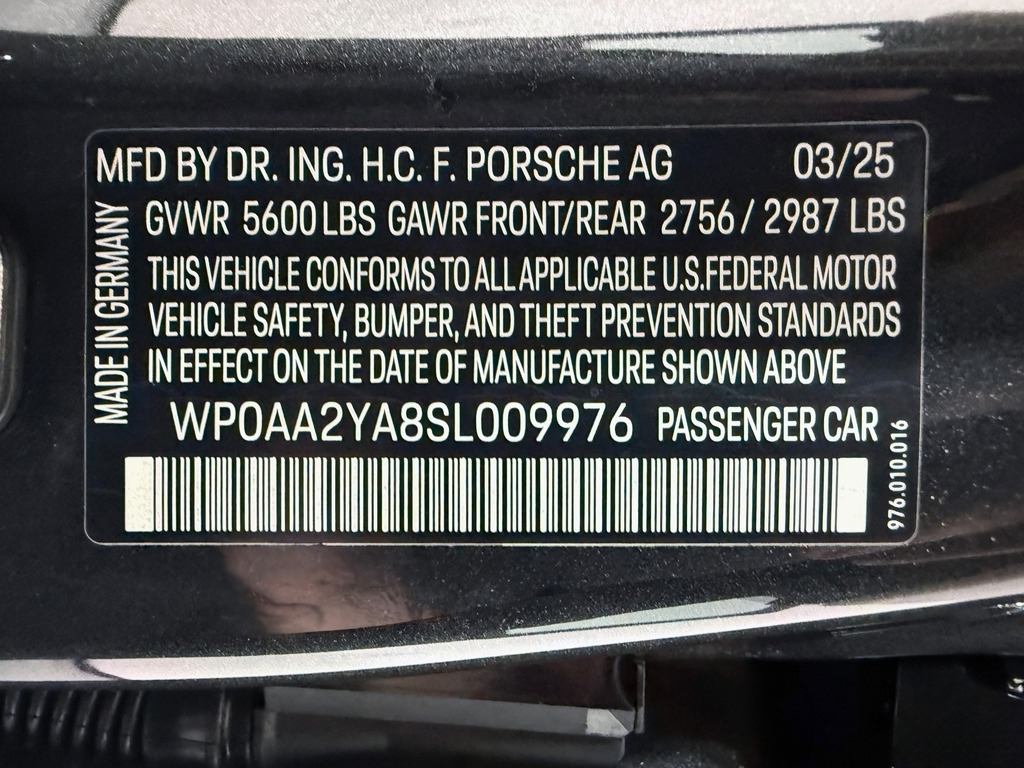 MFD BY DR. ING. H.C. F. PORSCHE AG 03/25
GVWR 5600 LBS GAWR FRONT/REAR 2756 / 2987 LBS
THIS VEHICLE CONFORMS TO ALL APPLICABLE U.S.FEDERAL MOTOR
VEHICLE SAFETY, BUMPER, AND THEFT PREVENTION STANDARDS
IN EFFECT ON THE DATE OF MANUFACTURE SHOWN ABOVE
WP0AA2YA8SL009976 PASSENGER CAR
MADE IN GERMANY
976.010.016